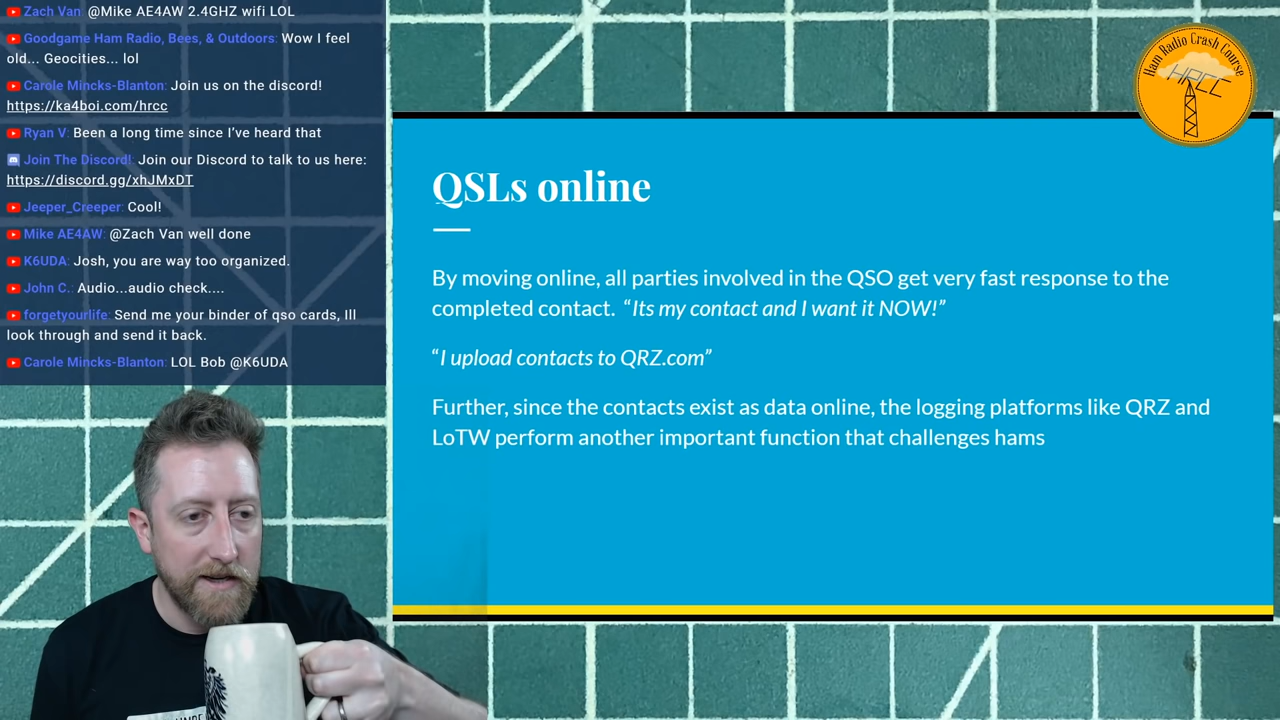 Zach Van: @Mike AE4AW 2.4GHZ wifi LOL
Goodgame Ham Radio, Bees, & Outdoors: Wow I feel
old... Geocities... lol
Carole Mincks-Blanton: Join us on the discord!
https://ka4boi.com/hrcc
Ryan V: Been a long time since I've heard that
Join The Discord!: Join our Discord to talk to us here:
https://discord.gg/xhJMxDT
Jeeper_Creeper: Cool!
Mike AE4AW: @Zach Van well done
K6UDA: Josh, you are way too organized.
John C.: Audio...audio check....
forgetyourlife: Send me your binder of qso cards, Ill
look through and send it back.
Carole Mincks-Blanton: LOL Bob @K6UDA
Ham Radio Crash Course
HRCC
QSLs online
By moving online, all parties involved in the QSO get very fast response to the
completed contact. “Its my contact and I want it NOW!”
“I upload contacts to QRZ.com”
Further, since the contacts exist as data online, the logging platforms like QRZ and
LoTW perform another important function that challenges hams